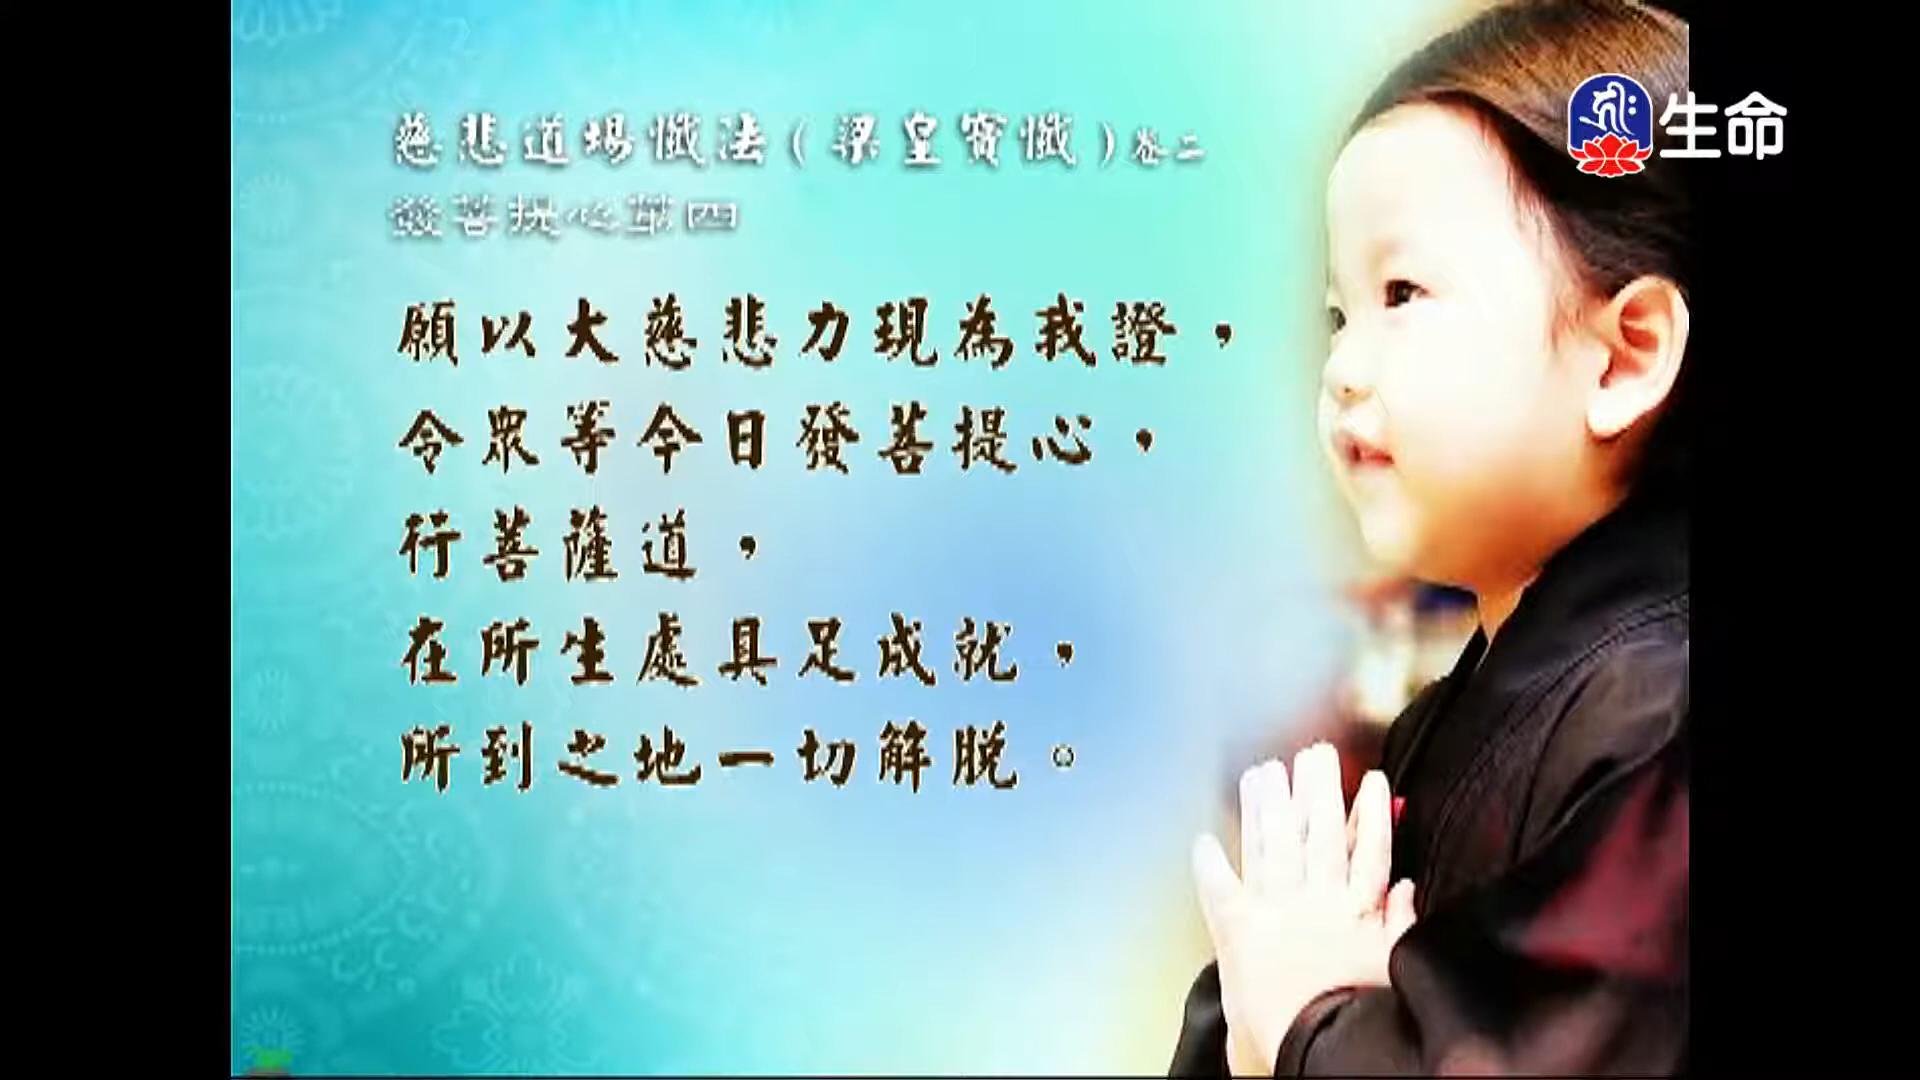 生命
慈悲道場懺法(梁皇寶懺)卷二
發菩提心第四
願以大慈悲力現為我證，
令眾等今日發菩提心，
行菩薩道，
在所生處具足成就，
所到之地一切解脫。